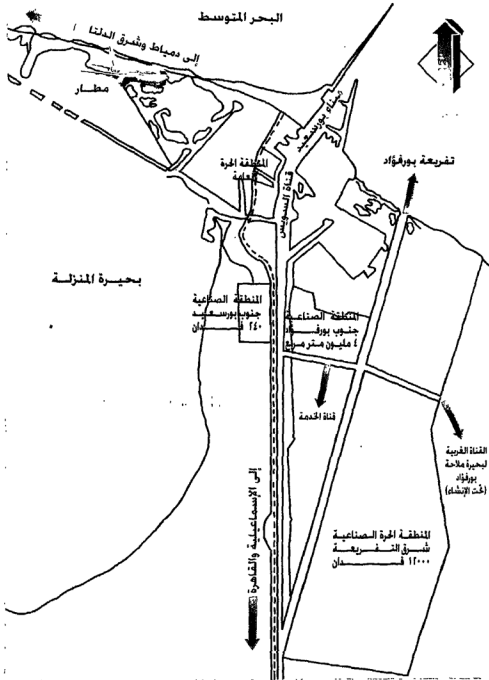 البحر المتوسط
إلى دمياط وشرق الدلتا
مطار
ميناء بورسعيد
تفريعة بورفؤاد
المنطقة الحرة
العامة
قناة السويس
بحيرة المنزلة
المنطقة الصناعية
جنوب بورسعيد
٢٤٠ فدان
المنطقة الصناعية
جنوب بورفؤاد
٤ مليون متر مربع
قناة الخدمة
القناة الغربية
لبحيرة ملاحة
بورفؤاد
(تحت الإنشاء)
إلى الإسماعيلية والقاهرة
المنطقة الحرة الصناعية
شرق التفريعة
١٢٠٠٠ فدان